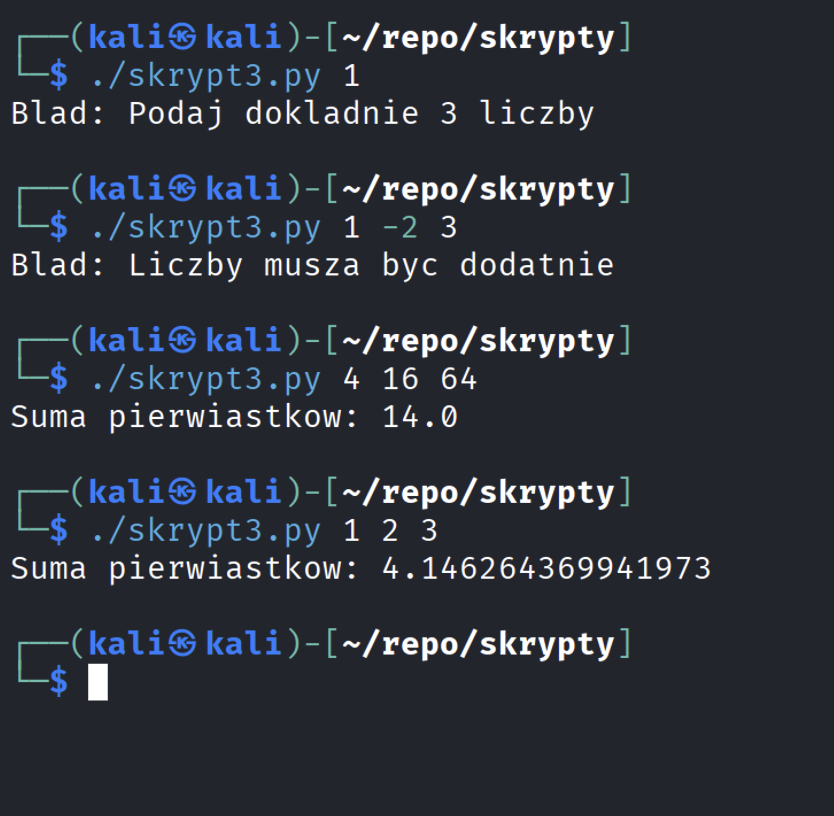 ┌──(kali㉿kali)-[~/repo/skrypty]
└─$ ./skrypt3.py 1
Blad: Podaj dokladnie 3 liczby
┌──(kali㉿kali)-[~/repo/skrypty]
└─$ ./skrypt3.py 1 -2 3
Blad: Liczby musza byc dodatnie
┌──(kali㉿kali)-[~/repo/skrypty]
└─$ ./skrypt3.py 4 16 64
Suma pierwiastkow: 14.0
┌──(kali㉿kali)-[~/repo/skrypty]
└─$ ./skrypt3.py 1 2 3
Suma pierwiastkow: 4.146264369941973
┌──(kali㉿kali)-[~/repo/skrypty]
└─$